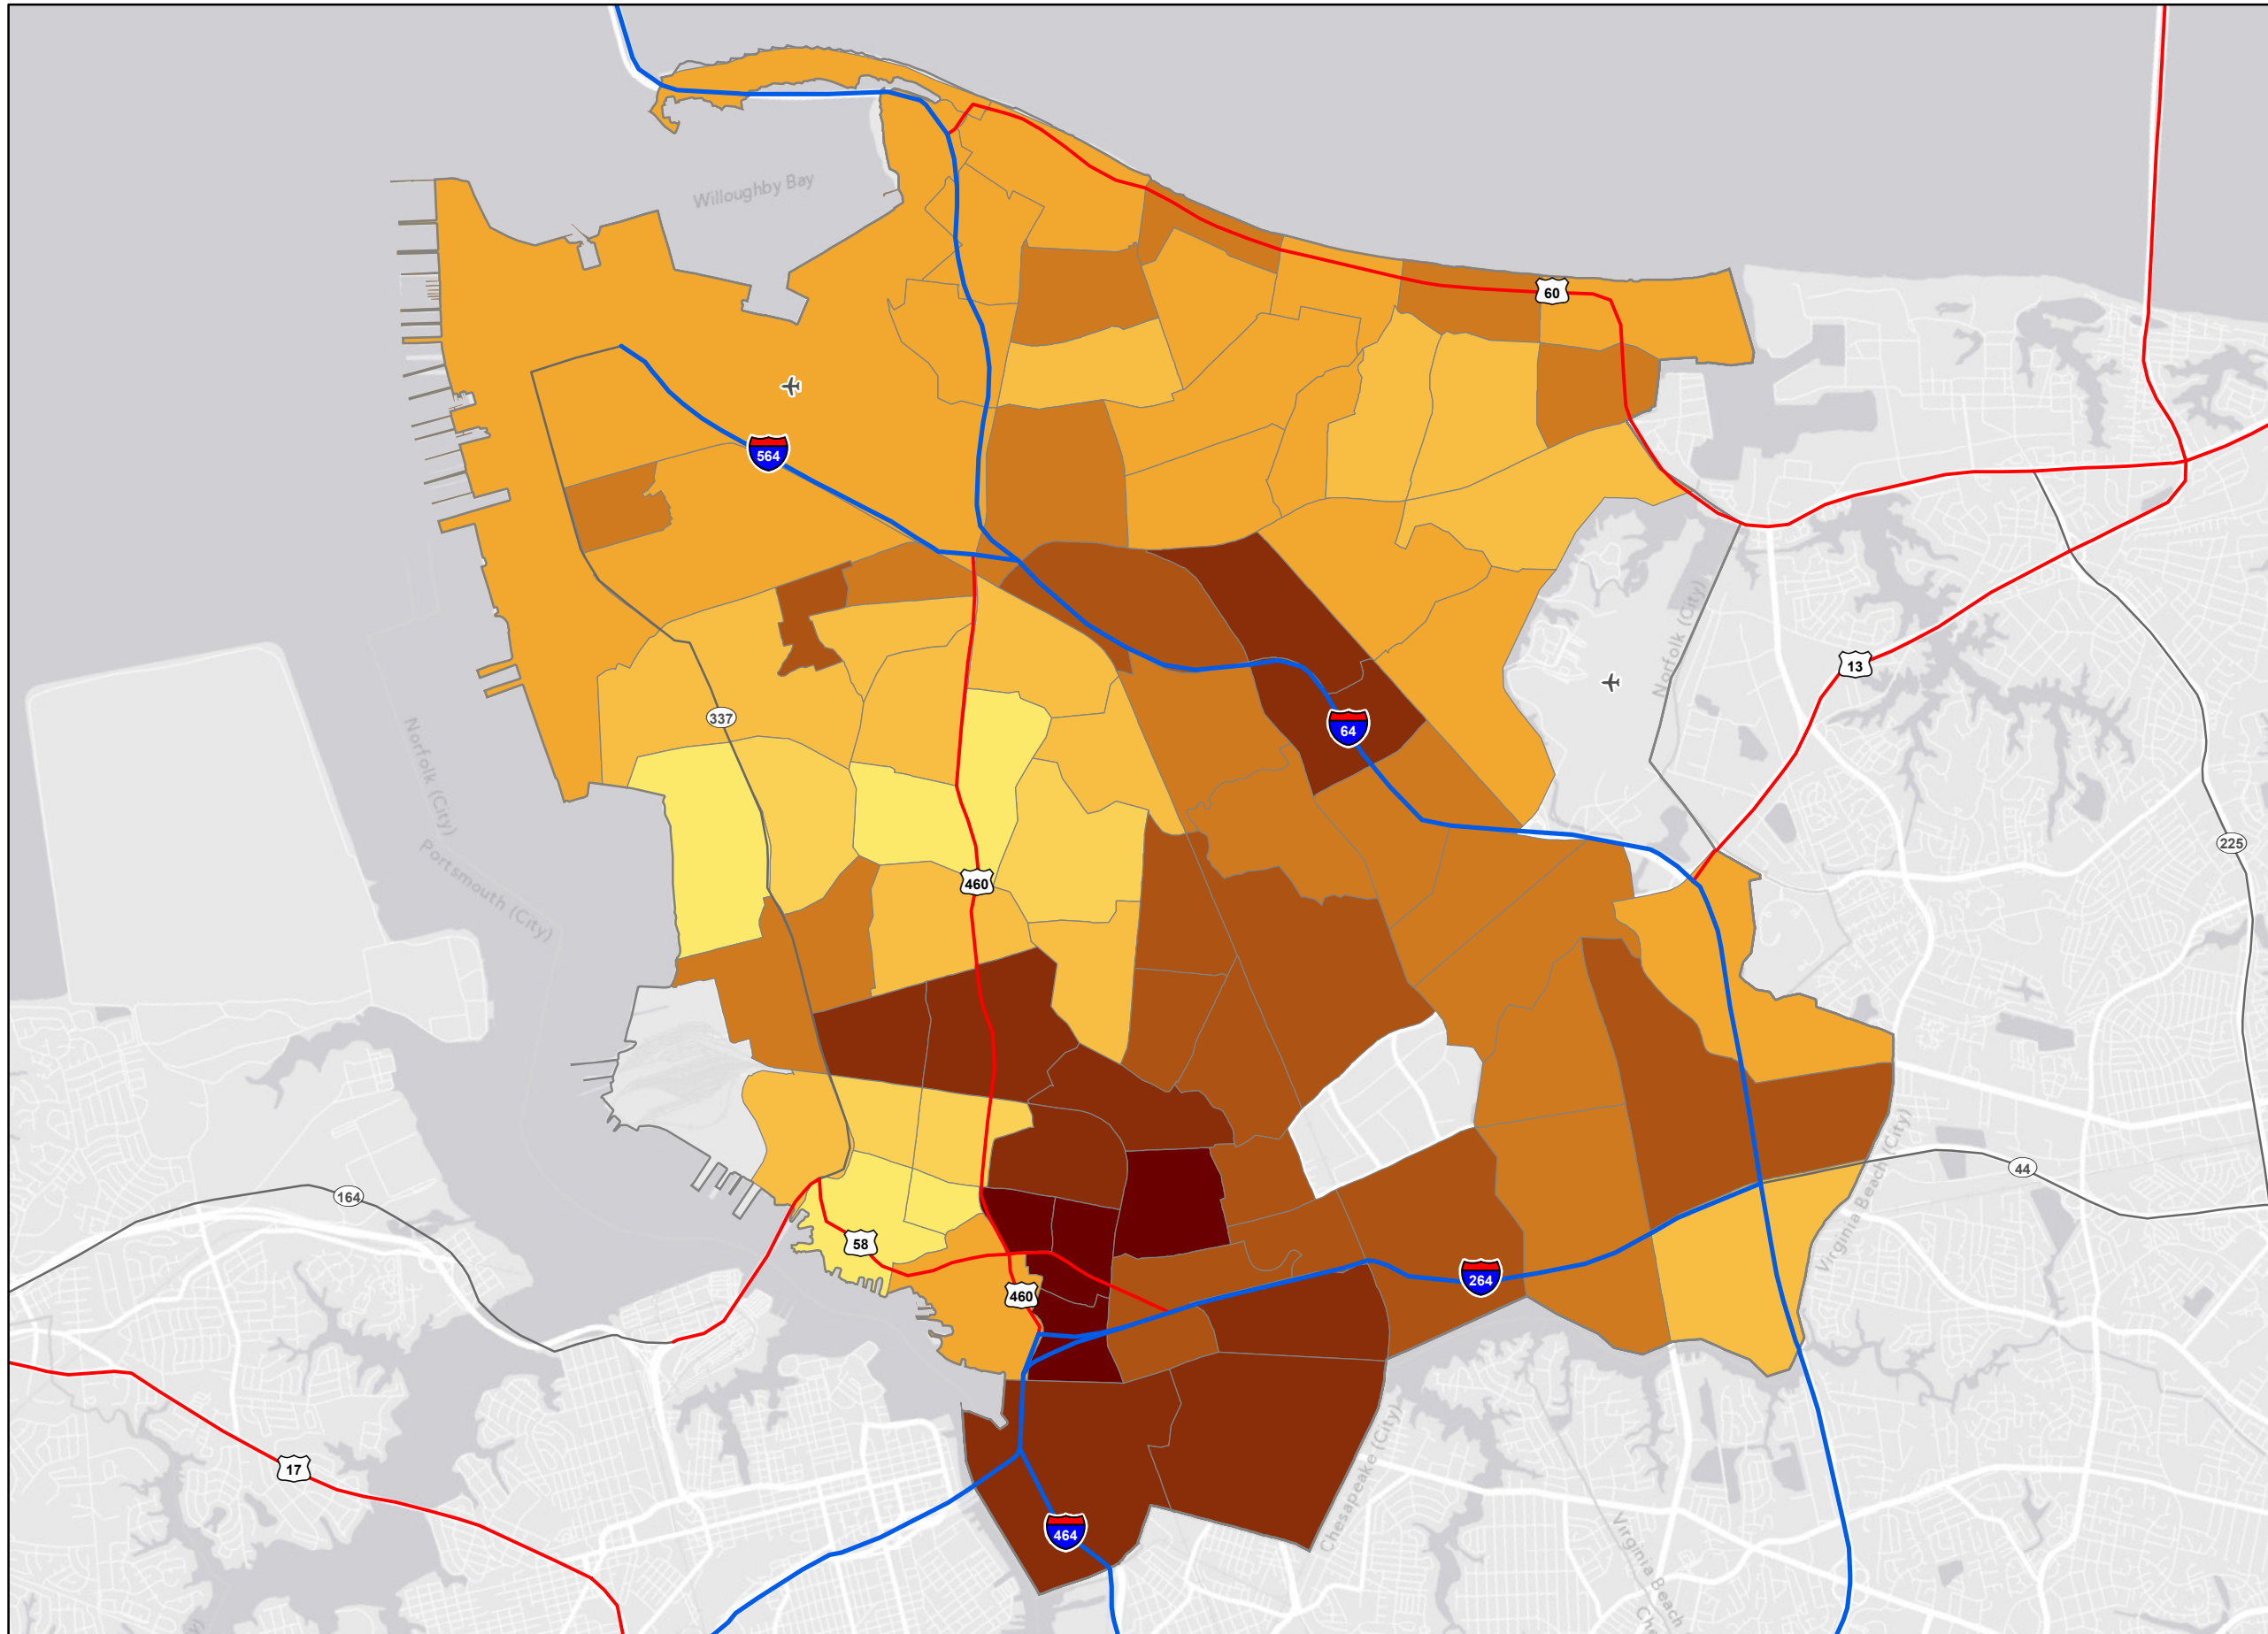 Willoughby Bay
60
564
13
Norfolk (City)
337
64
Norfolk (City)
Portsmouth (City)
225
460
164
44
58
264
460
Virginia Beach (City)
17
464
Chesapeake (City)
Virginia Beach